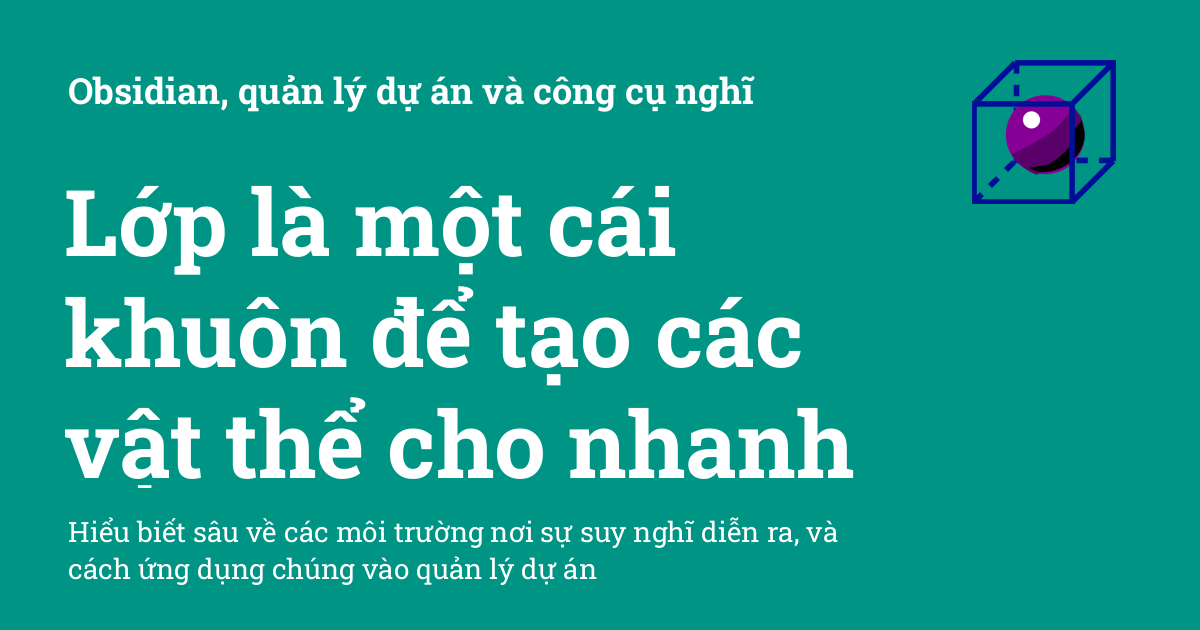 Obsidian, quản lý dự án và công cụ nghĩ
Lớp là một cái
khuôn để tạo các
vật thể cho nhanh
Hiểu biết sâu về các môi trường nơi sự suy nghĩ diễn ra, và
cách ứng dụng chúng vào quản lý dự án